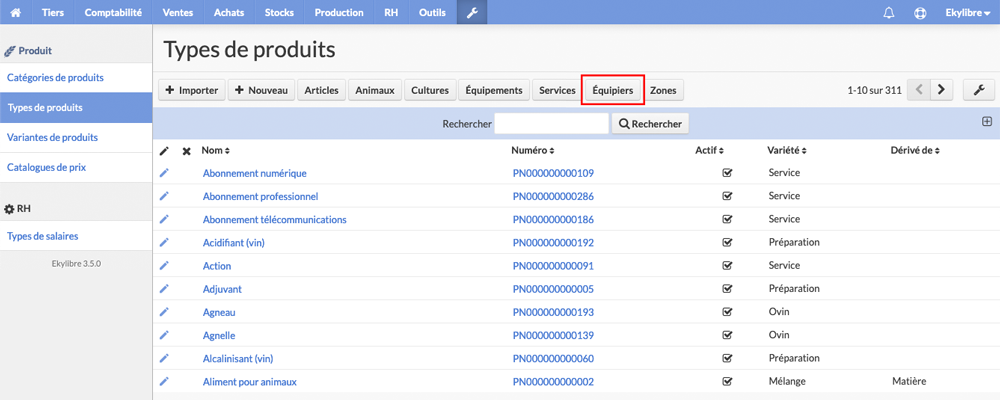 Tiers Comptabilité Ventes Achats Stocks Production RH Outils Ekylibre
Produit
Catégories de produits
Types de produits
Variantes de produits
Catalogues de prix
RH
Types de salaires
Ekylibre 3.5.0
Types de produits
Importer Nouveau Articles Animaux Cultures Équipements Services Équipiers Zones 1-10 sur 311
Rechercher Rechercher
Nom Numéro Actif Variété Dérivé de
Abonnement numérique PN000000000109 Service
Abonnement professionnel PN000000000286 Service
Abonnement télécommunications PN000000000186 Service
Acidifiant (vin) PN000000000192 Préparation
Action PN000000000091 Service
Adjuvant PN000000000005 Préparation
Agneau PN000000000193 Ovin
Agnelle PN000000000139 Ovin
Alcalinisant (vin) PN000000000060 Préparation
Aliment pour animaux PN000000000002 Mélange Matière